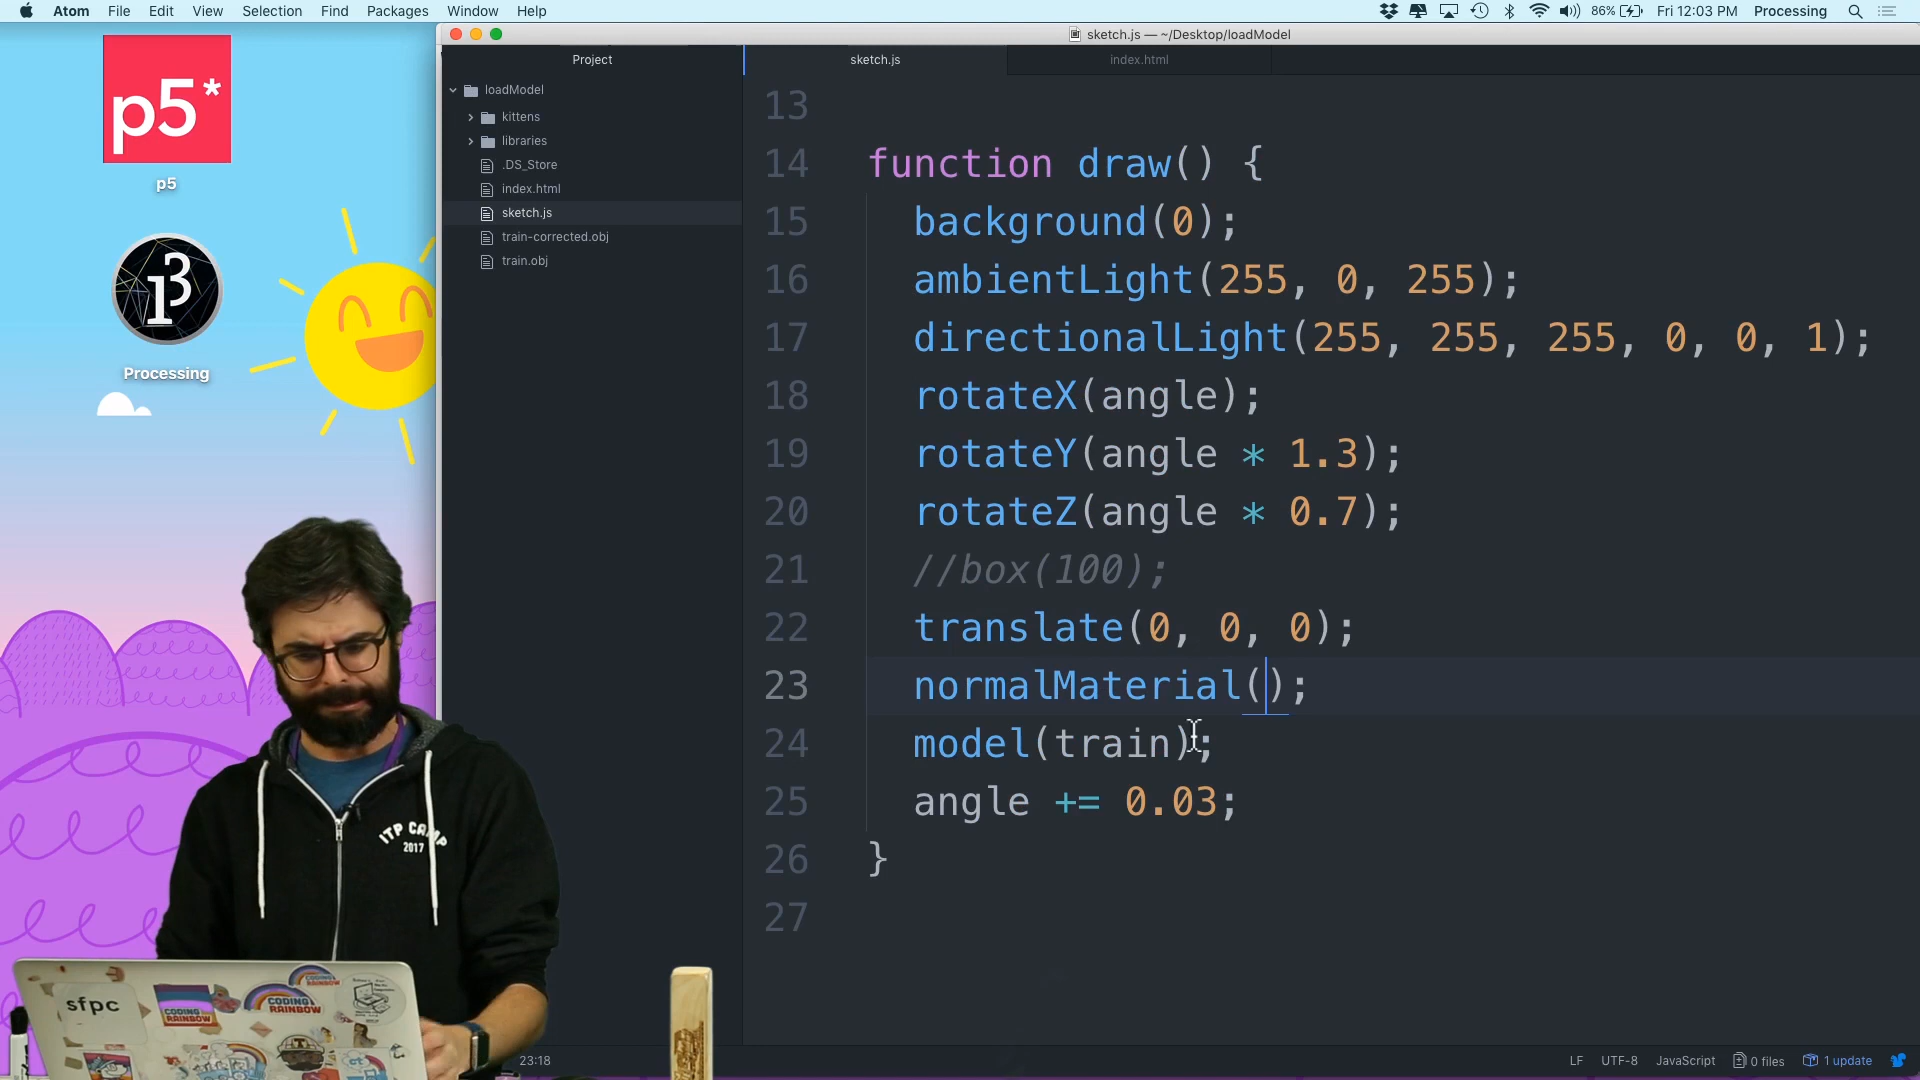 Atom File Edit View Selection Find Packages Window Help 86% Fri 12:03 PM Processing
sketch.js — ~/Desktop/loadModel
p5*
p5
Processing
Project
loadModel
kittens
libraries
.DS_Store
index.html
sketch.js
train-corrected.obj
train.obj
sketch.js index.html
13
14 function draw() {
15 background(0);
16 ambientLight(255, 0, 255);
17 directionalLight(255, 255, 255, 0, 0, 1);
18 rotateX(angle);
19 rotateY(angle * 1.3);
20 rotateZ(angle * 0.7);
21 //box(100);
22 translate(0, 0, 0);
23 normalMaterial();
24 model(train);
25 angle += 0.03;
26 }
27
ITP CAMP
2017
sfpc
CODING
RAINBOW
CODING
RAINBOW
23:18
LF UTF-8 JavaScript 0 files 1 update